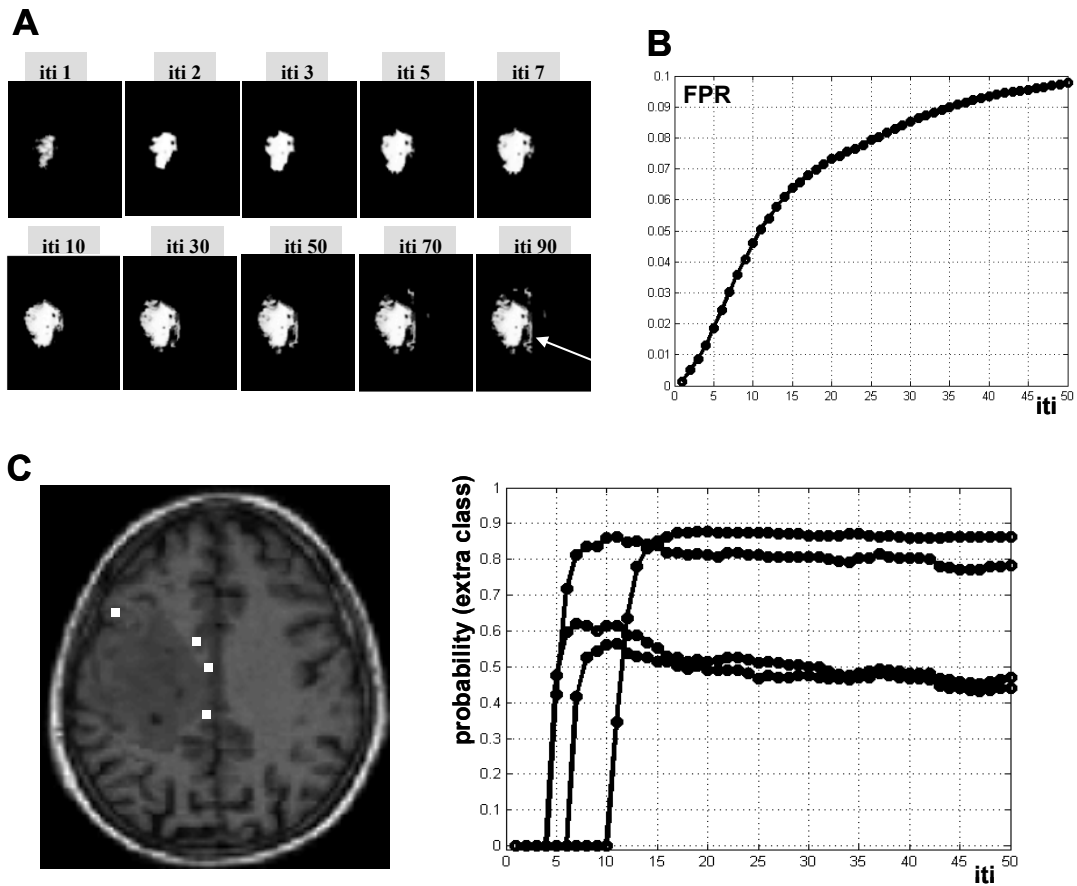 A
iti 1 iti 2 iti 3 iti 5 iti 7
iti 10 iti 30 iti 50 iti 70 iti 90
B
FPR
0.1
0.09
0.08
0.07
0.06
0.05
0.04
0.03
0.02
0.01
0
0 5 10 15 20 25 30 35 40 45 50
iti
C
probability (extra class)
1
0.9
0.8
0.7
0.6
0.5
0.4
0.3
0.2
0.1
0
0 5 10 15 20 25 30 35 40 45 50
iti